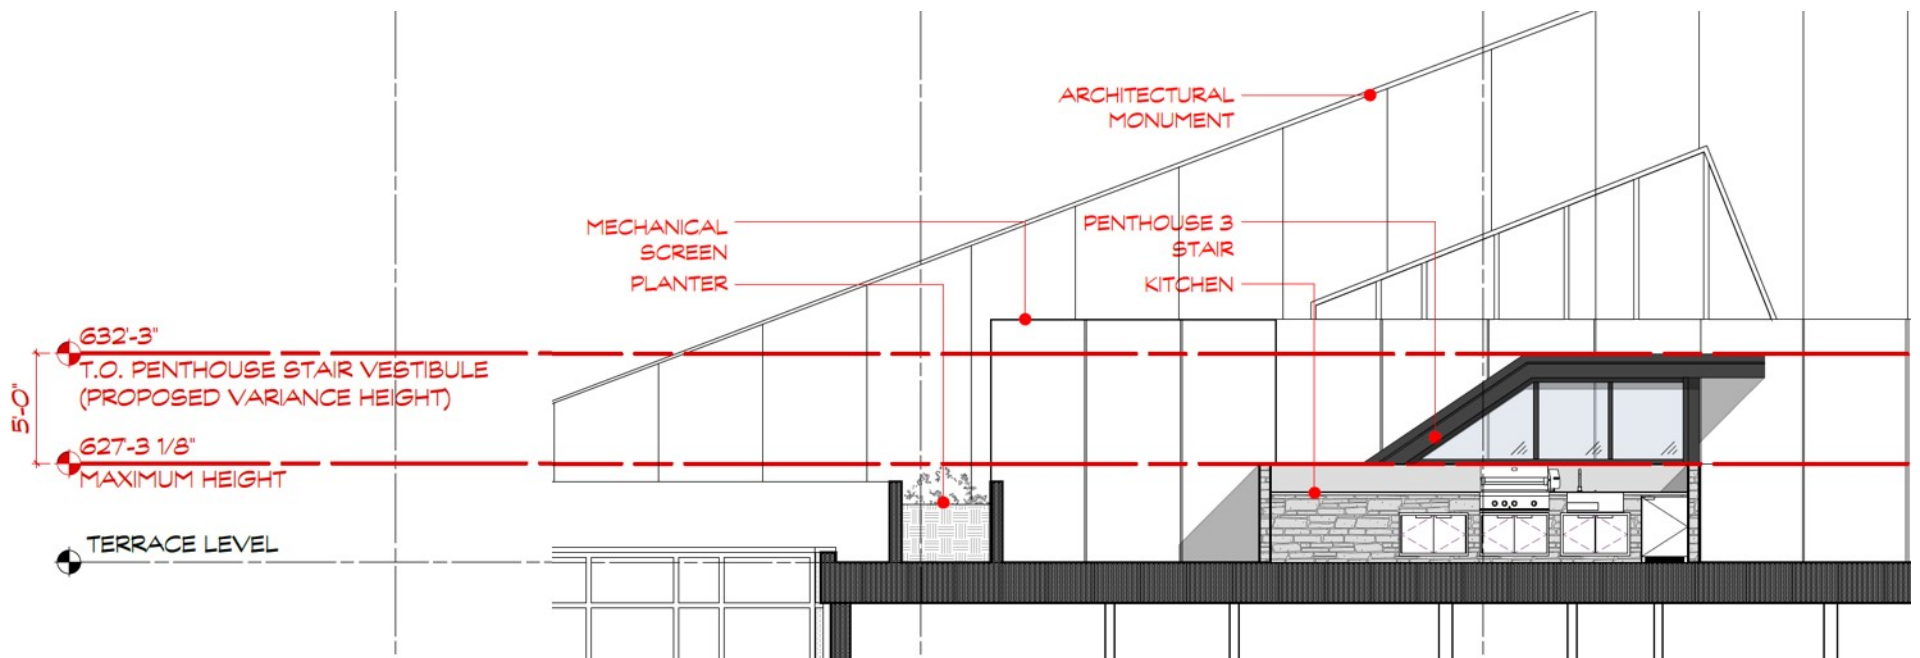 ARCHITECTURAL
MONUMENT
MECHANICAL
SCREEN
PENTHOUSE 3
STAIR
PLANTER
KITCHEN
632'-3"
T.O. PENTHOUSE STAIR VESTIBULE
(PROPOSED VARIANCE HEIGHT)
5'-0"
627'-3 1/8"
MAXIMUM HEIGHT
TERRACE LEVEL